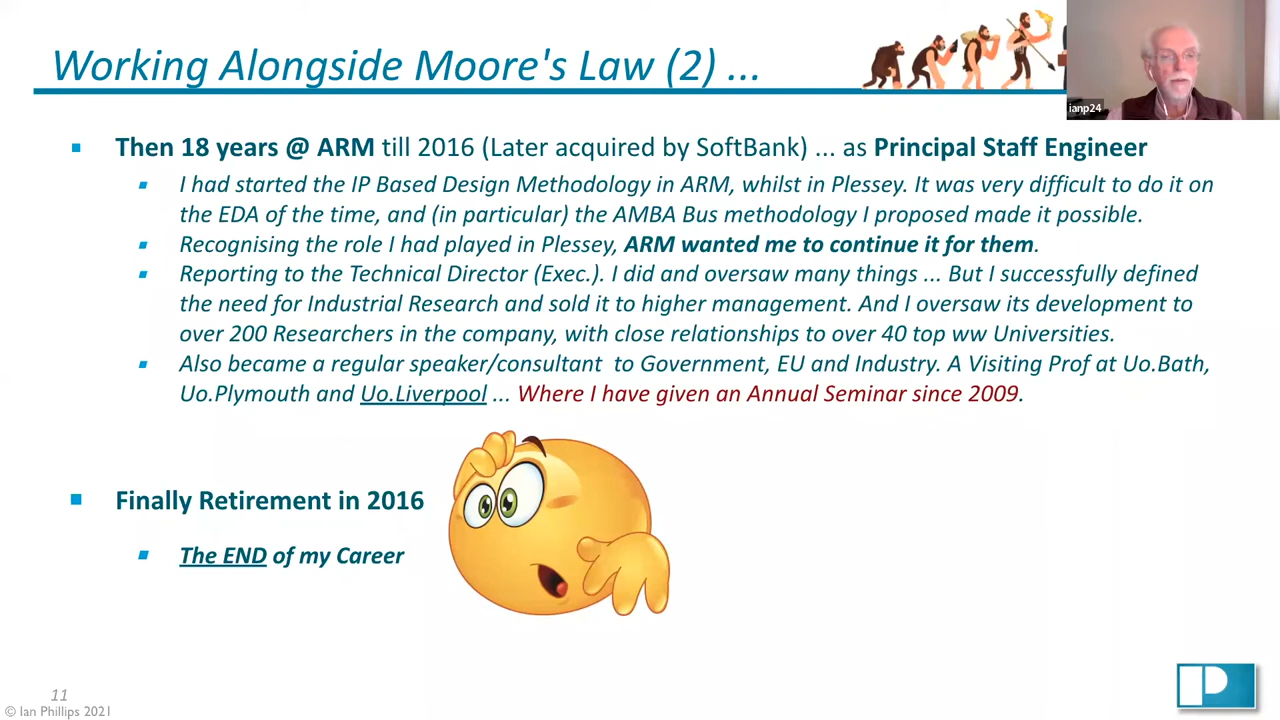 Working Alongside Moore's Law (2) ...
ianp24
Then 18 years @ ARM till 2016 (Later acquired by SoftBank) ... as Principal Staff Engineer
I had started the IP Based Design Methodology in ARM, whilst in Plessey. It was very difficult to do it on
the EDA of the time, and (in particular) the AMBA Bus methodology I proposed made it possible.
Recognising the role I had played in Plessey, ARM wanted me to continue it for them.
Reporting to the Technical Director (Exec.). I did and oversaw many things ... But I successfully defined
the need for Industrial Research and sold it to higher management. And I oversaw its development to
over 200 Researchers in the company, with close relationships to over 40 top ww Universities.
Also became a regular speaker/consultant to Government, EU and Industry. A Visiting Prof at Uo.Bath,
Uo.Plymouth and Uo.Liverpool ... Where I have given an Annual Seminar since 2009.
Finally Retirement in 2016
The END of my Career
11
© Ian Phillips 2021